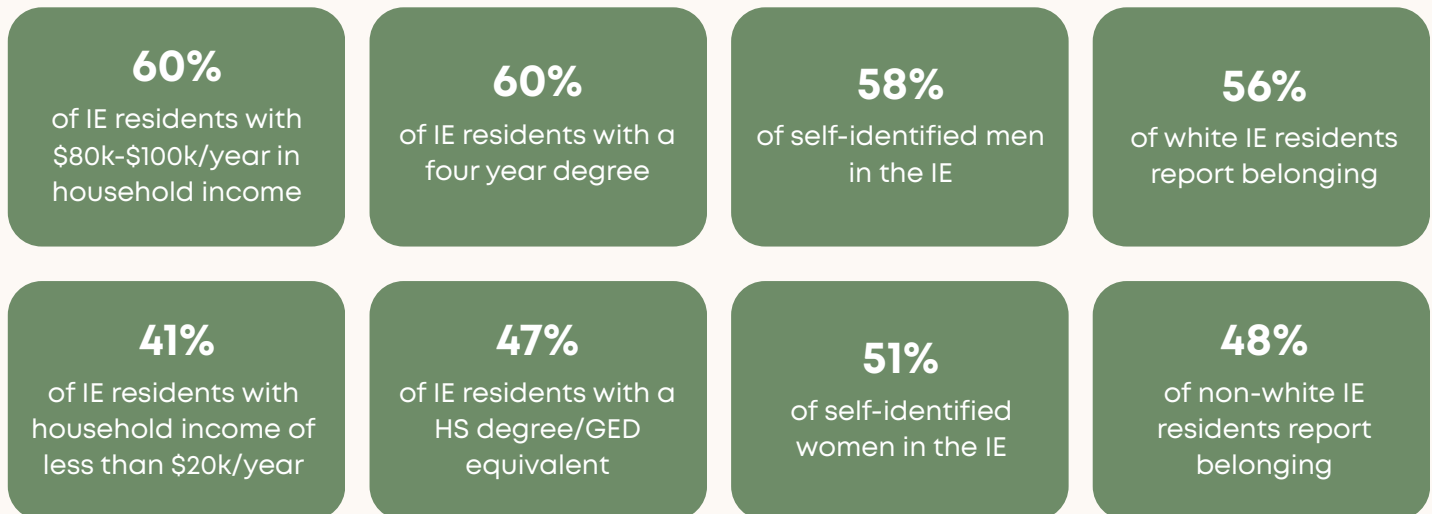 60%
of IE residents with
$80k-$100k/year in
household income
60%
of IE residents with a
four year degree
58%
of self-identified men
in the IE
56%
of white IE residents
report belonging
41%
of IE residents with
household income of
less than $20k/year
47%
of IE residents with a
HS degree/GED
equivalent
51%
of self-identified
women in the IE
48%
of non-white IE
residents report
belonging